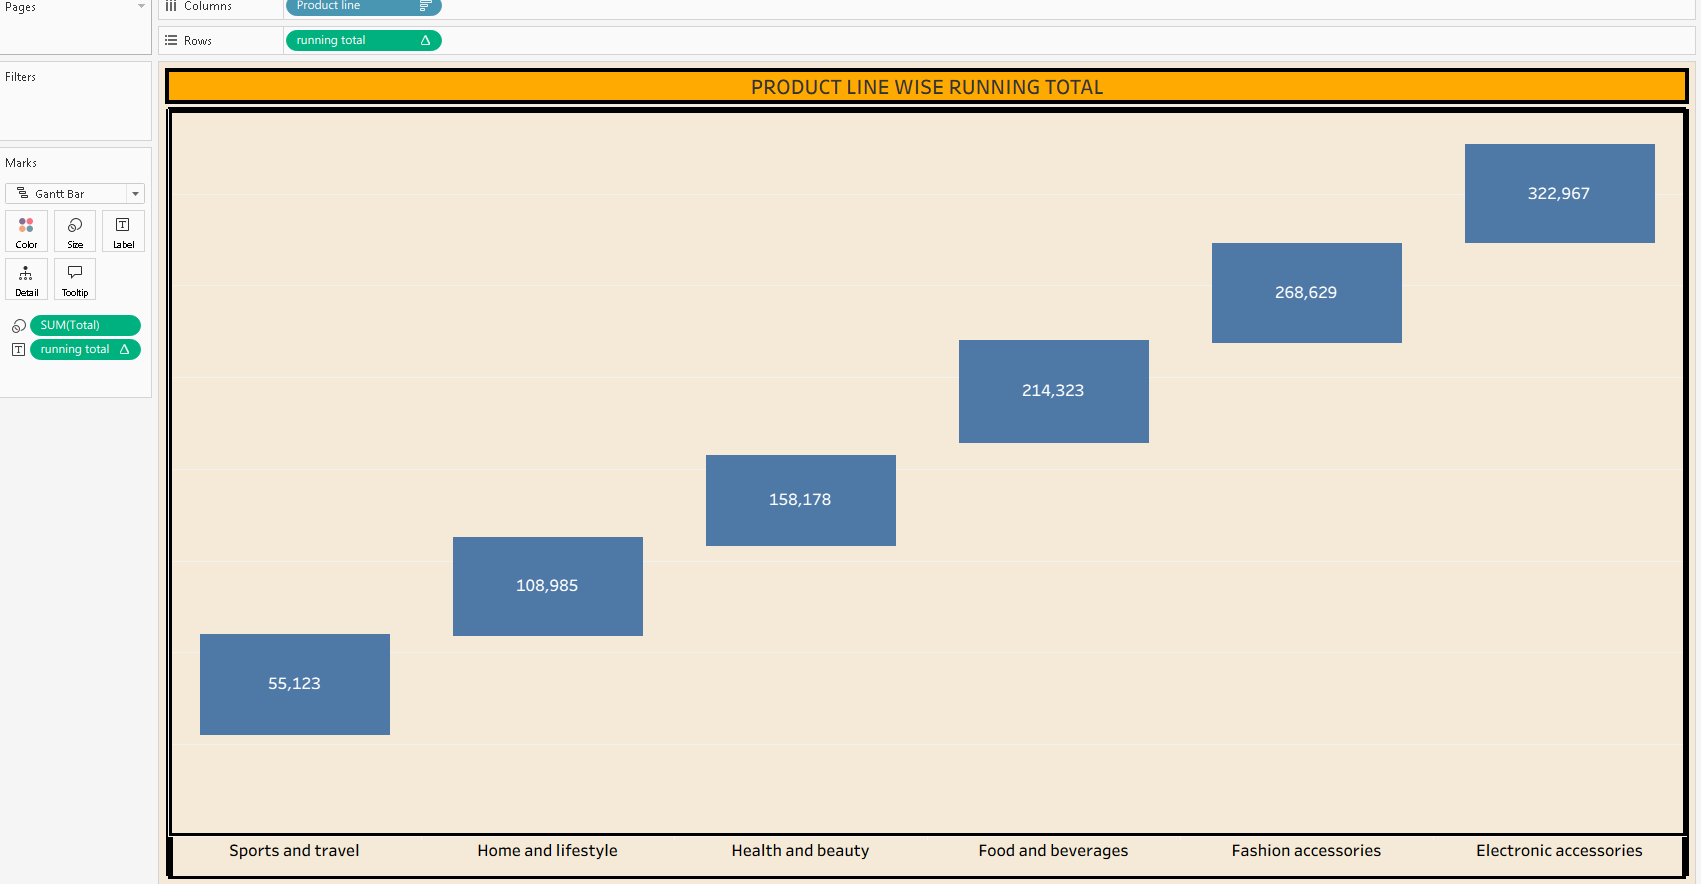 Pages
Columns
Product line
Rows
running total
Filters
Marks
Gantt Bar
Color
Size
Label
Detail
Tooltip
SUM(Total)
running total
PRODUCT LINE WISE RUNNING TOTAL
322,967
268,629
214,323
158,178
108,985
55,123
Sports and travel Home and lifestyle Health and beauty Food and beverages Fashion accessories Electronic accessories